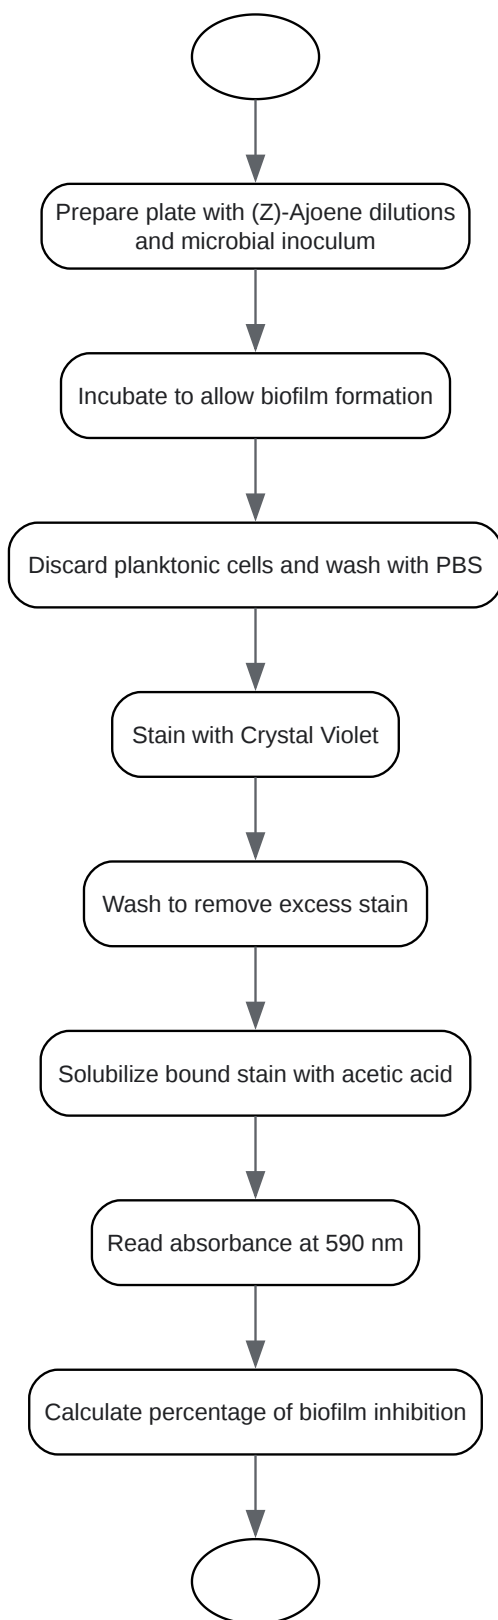 Prepare plate with (Z)-Ajoene dilutions
and microbial inoculum
Incubate to allow biofilm formation
Discard planktonic cells and wash with PBS
Stain with Crystal Violet
Wash to remove excess stain
Solubilize bound stain with acetic acid
Read absorbance at 590 nm
Calculate percentage of biofilm inhibition